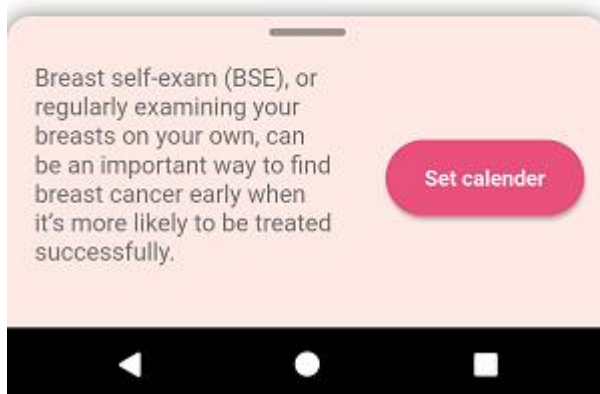 Breast self-exam (BSE), or
regularly examining your
breasts on your own, can
be an important way to find
breast cancer early when
it's more likely to be treated
successfully.
Set calender